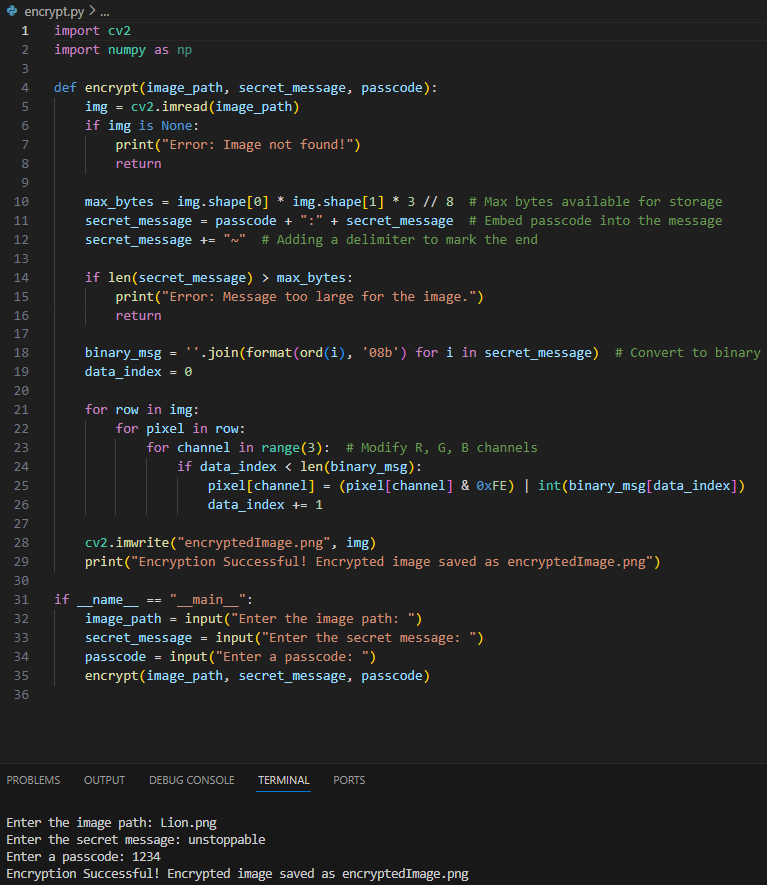 encrypt.py > ...
1 import cv2
2 import numpy as np
3
4 def encrypt(image_path, secret_message, passcode):
5     img = cv2.imread(image_path)
6     if img is None:
7         print("Error: Image not found!")
8         return
9
10     max_bytes = img.shape[0] * img.shape[1] * 3 // 8  # Max bytes available for storage
11     secret_message = passcode + ":" + secret_message  # Embed passcode into the message
12     secret_message += "~"  # Adding a delimiter to mark the end
13
14     if len(secret_message) > max_bytes:
15         print("Error: Message too large for the image.")
16         return
17
18     binary_msg = ''.join(format(ord(i), '08b') for i in secret_message)  # Convert to binary
19     data_index = 0
20
21     for row in img:
22         for pixel in row:
23             for channel in range(3):  # Modify R, G, B channels
24                 if data_index < len(binary_msg):
25                     pixel[channel] = (pixel[channel] & 0xFE) | int(binary_msg[data_index])
26                     data_index += 1
27
28     cv2.imwrite("encryptedImage.png", img)
29     print("Encryption Successful! Encrypted image saved as encryptedImage.png")
30
31 if __name__ == "__main__":
32     image_path = input("Enter the image path: ")
33     secret_message = input("Enter the secret message: ")
34     passcode = input("Enter a passcode: ")
35     encrypt(image_path, secret_message, passcode)
36
PROBLEMS OUTPUT DEBUG CONSOLE TERMINAL PORTS
Enter the image path: Lion.png
Enter the secret message: unstoppable
Enter a passcode: 1234
Encryption Successful! Encrypted image saved as encryptedImage.png